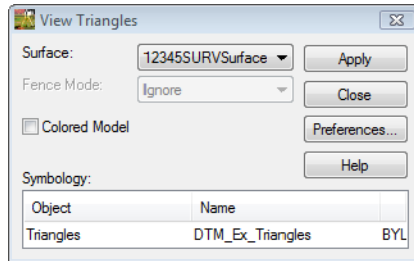 View Triangles
Surface: 12345SURVSurface Apply
Fence Mode: Ignore Close
Colored Model Preferences...
Help
Symbology:
Object Name
Triangles DTM_Ex_Triangles BYL